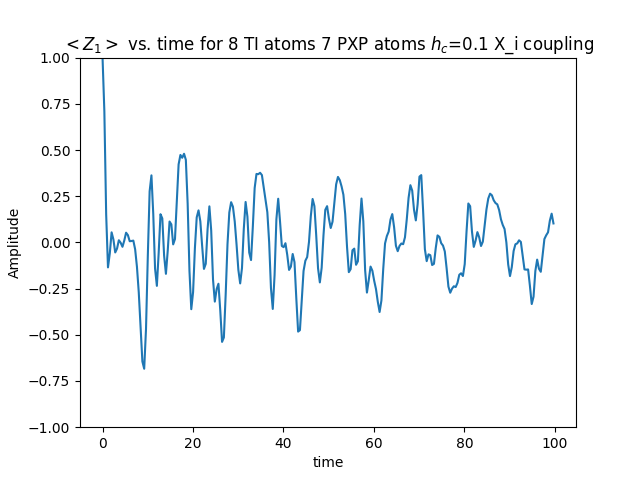 < Z₁ > vs. time for 8 TI atoms 7 PXP atoms h_c=0.1 X_i coupling
1.00
0.75
0.50
0.25
0.00
−0.25
−0.50
−0.75
−1.00
Amplitude
0 20 40 60 80 100
time